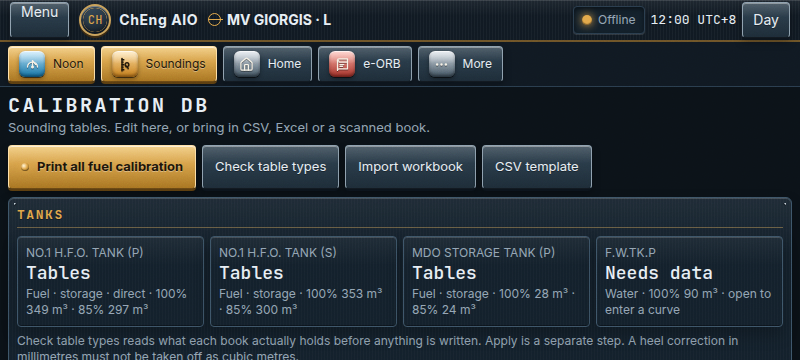 Menu
CH
ChEng AIO
MV GIORGIS · L
Offline
12:00 UTC+8
Day
Noon
Soundings
Home
e-ORB
More
CALIBRATION DB
Sounding tables. Edit here, or bring in CSV, Excel or a scanned book.
Print all fuel calibration
Check table types
Import workbook
CSV template
TANKS
NO.1 H.F.O. TANK (P)
Tables
Fuel · storage · direct · 100%
349 m³ · 85% 297 m³
NO.1 H.F.O. TANK (S)
Tables
Fuel · storage · 100% 353 m³
· 85% 300 m³
MDO STORAGE TANK (P)
Tables
Fuel · storage · 100% 28 m³ ·
85% 24 m³
F.W.TK.P
Needs data
Water · 100% 90 m³ · open to
enter a curve
Check table types reads what each book actually holds before anything is written. Apply is a separate step. A heel correction in
millimetres must not be taken off as cubic metres.